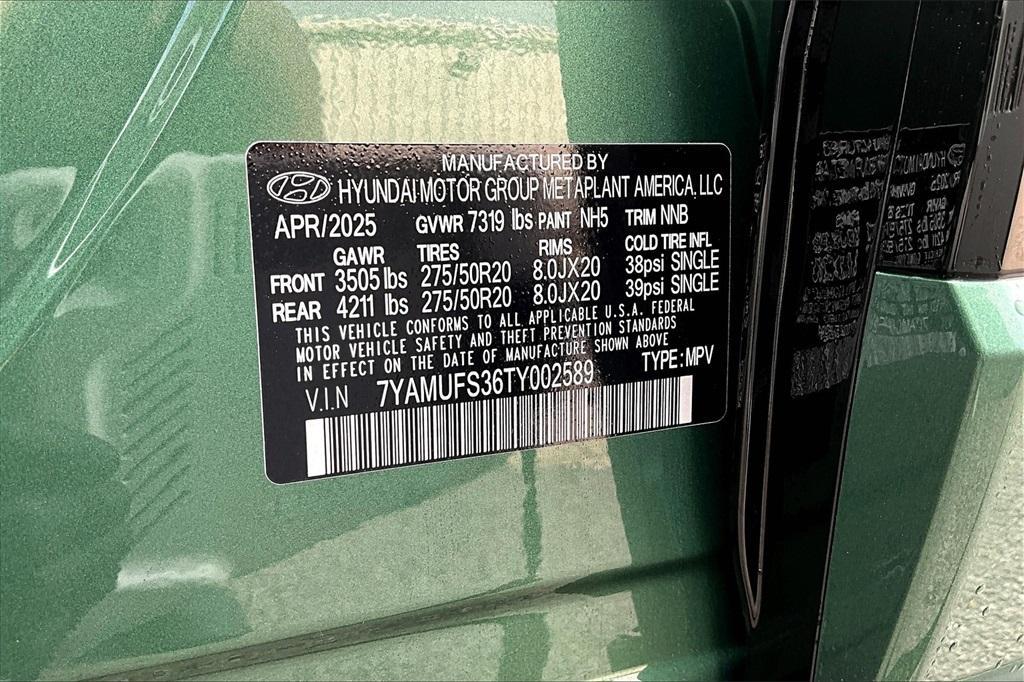 MANUFACTURED BY
HYUNDAI MOTOR GROUP METAPLANT AMERICA, LLC
APR/2025 GVWR 7319 lbs PAINT NH5 TRIM NNB
GAWR TIRES RIMS COLD TIRE INFL
FRONT 3505 lbs 275/50R20 8.0JX20 38psi SINGLE
REAR 4211 lbs 275/50R20 8.0JX20 39psi SINGLE
THIS VEHICLE CONFORMS TO ALL APPLICABLE U.S.A. FEDERAL
MOTOR VEHICLE SAFETY AND THEFT PREVENTION STANDARDS
IN EFFECT ON THE DATE OF MANUFACTURE SHOWN ABOVE
V.I.N 7YAMUFS36TY002589 TYPE: MPV